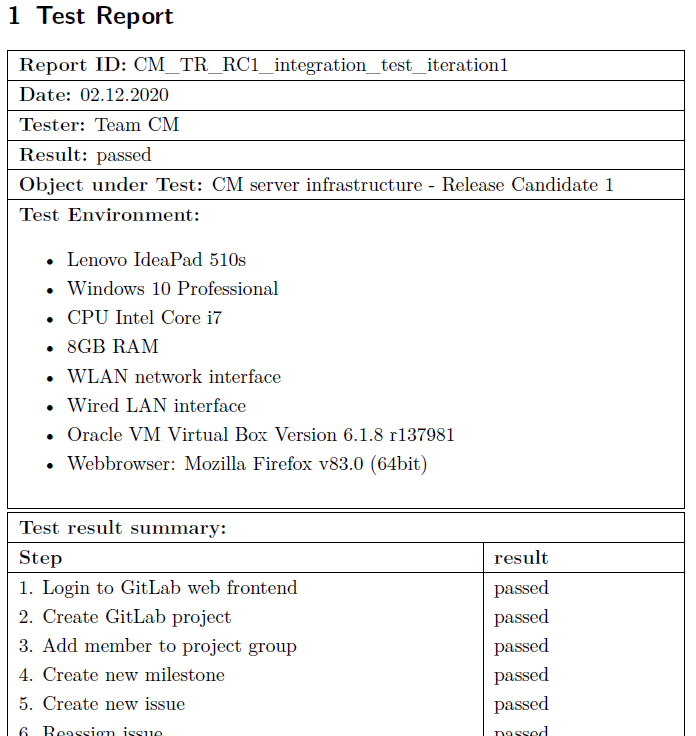 1 Test Report
Report ID: CM_TR_RC1_integration_test_iteration1
Date: 02.12.2020
Tester: Team CM
Result: passed
Object under Test: CM server infrastructure - Release Candidate 1
Test Environment:
• Lenovo IdeaPad 510s
• Windows 10 Professional
• CPU Intel Core i7
• 8GB RAM
• WLAN network interface
• Wired LAN interface
• Oracle VM Virtual Box Version 6.1.8 r137981
• Webbrowser: Mozilla Firefox v83.0 (64bit)
Test result summary:
Step result
1. Login to GitLab web frontend passed
2. Create GitLab project passed
3. Add member to project group passed
4. Create new milestone passed
5. Create new issue passed
6. Reassign issue passed